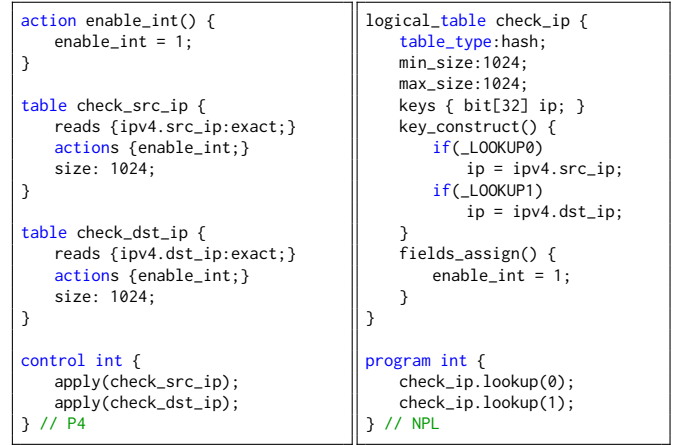 action enable_int() {
    enable_int = 1;
}

table check_src_ip {
    reads {ipv4.src_ip:exact;}
    actions {enable_int;}
    size: 1024;
}

table check_dst_ip {
    reads {ipv4.dst_ip:exact;}
    actions {enable_int;}
    size: 1024;
}

control int {
    apply(check_src_ip);
    apply(check_dst_ip);
} // P4

logical_table check_ip {
    table_type:hash;
    min_size:1024;
    max_size:1024;
    keys { bit[32] ip; }
    key_construct() {
        if(_LOOKUP0)
            ip = ipv4.src_ip;
        if(_LOOKUP1)
            ip = ipv4.dst_ip;
    }
    fields_assign() {
        enable_int = 1;
    }
}

program int {
    check_ip.lookup(0);
    check_ip.lookup(1);
} // NPL